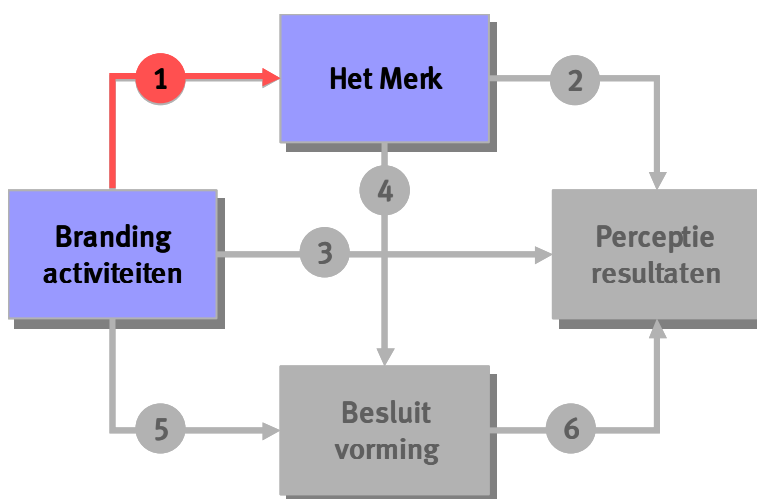 1
Het Merk
2
4
Branding
activiteiten
3
Perceptie
resultaten
5
Besluit
vorming
6